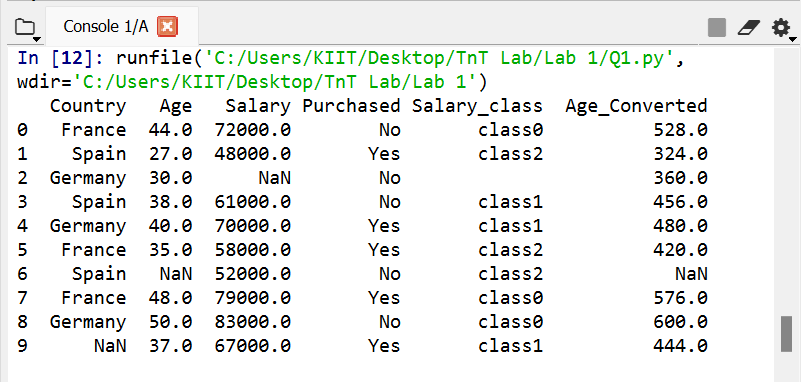 Console 1/A
In [12]: runfile('C:/Users/KIIT/Desktop/TnT Lab/Lab 1/Q1.py',
wdir='C:/Users/KIIT/Desktop/TnT Lab/Lab 1')
Country Age Salary Purchased Salary_class Age_Converted
0 France 44.0 72000.0 No class0 528.0
1 Spain 27.0 48000.0 Yes class2 324.0
2 Germany 30.0 NaN No 360.0
3 Spain 38.0 61000.0 No class1 456.0
4 Germany 40.0 70000.0 Yes class1 480.0
5 France 35.0 58000.0 Yes class2 420.0
6 Spain NaN 52000.0 No class2 NaN
7 France 48.0 79000.0 Yes class0 576.0
8 Germany 50.0 83000.0 No class0 600.0
9 NaN 37.0 67000.0 Yes class1 444.0